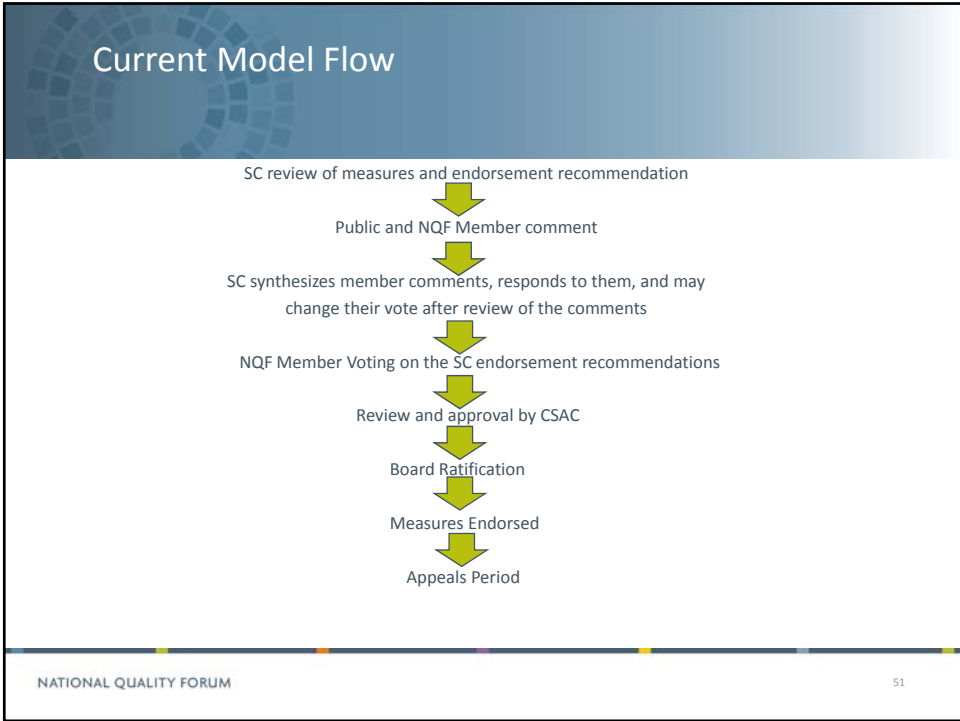 Current Model Flow
SC review of measures and endorsement recommendation
Public and NQF Member comment
SC synthesizes member comments, responds to them, and may
change their vote after review of the comments
NQF Member Voting on the SC endorsement recommendations
Review and approval by CSAC
Board Ratification
Measures Endorsed
Appeals Period
NATIONAL QUALITY FORUM
51